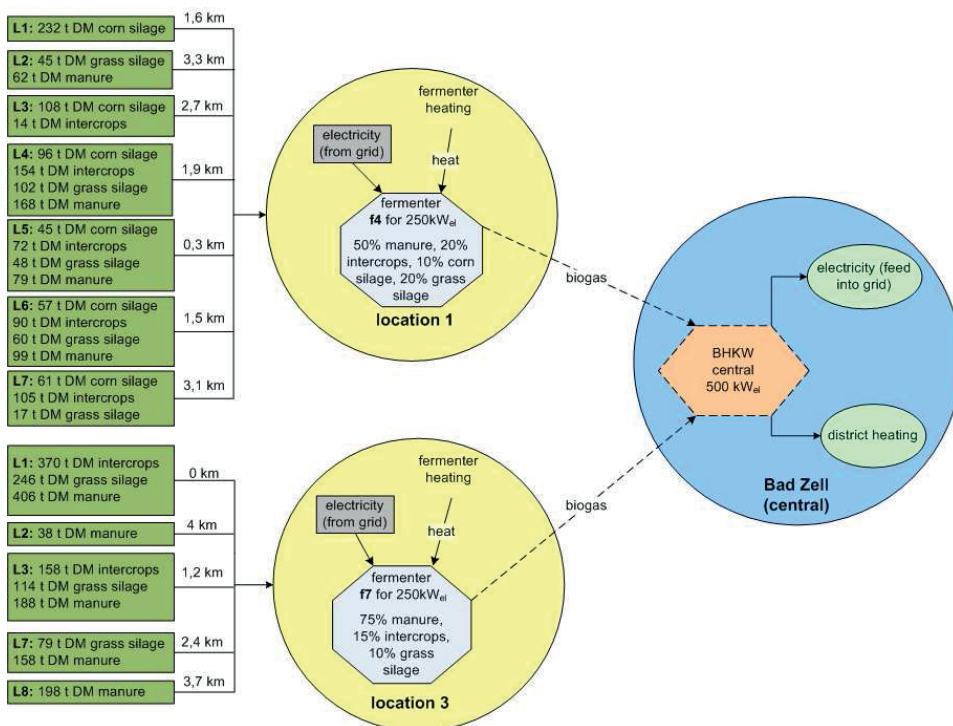 L1: 232 t DM corn silage
1,6 km
L2: 45 t DM grass silage
62 t DM manure
3,3 km
L3: 108 t DM corn silage
14 t DM intercrops
2,7 km
L4: 96 t DM corn silage
154 t DM intercrops
102 t DM grass silage
168 t DM manure
1,9 km
L5: 45 t DM corn silage
72 t DM intercrops
48 t DM grass silage
79 t DM manure
0,3 km
L6: 57 t DM corn silage
90 t DM intercrops
60 t DM grass silage
99 t DM manure
1,5 km
L7: 61 t DM corn silage
105 t DM intercrops
17 t DM grass silage
3,1 km
fermenter
heating
electricity
(from grid)
heat
fermenter
f4 for 250kWel
50% manure, 20%
intercrops, 10% corn
silage, 20% grass
silage
location 1
biogas
L1: 370 t DM intercrops
246 t DM grass silage
406 t DM manure
0 km
L2: 38 t DM manure
4 km
L3: 158 t DM intercrops
114 t DM grass silage
188 t DM manure
1,2 km
L7: 79 t DM grass silage
158 t DM manure
2,4 km
L8: 198 t DM manure
3,7 km
fermenter
heating
electricity
(from grid)
heat
fermenter
f7 for 250kWel
75% manure,
15% intercrops,
10% grass
silage
location 3
biogas
electricity (feed
into grid)
BHKW
central
500 kWel
district heating
Bad Zell
(central)